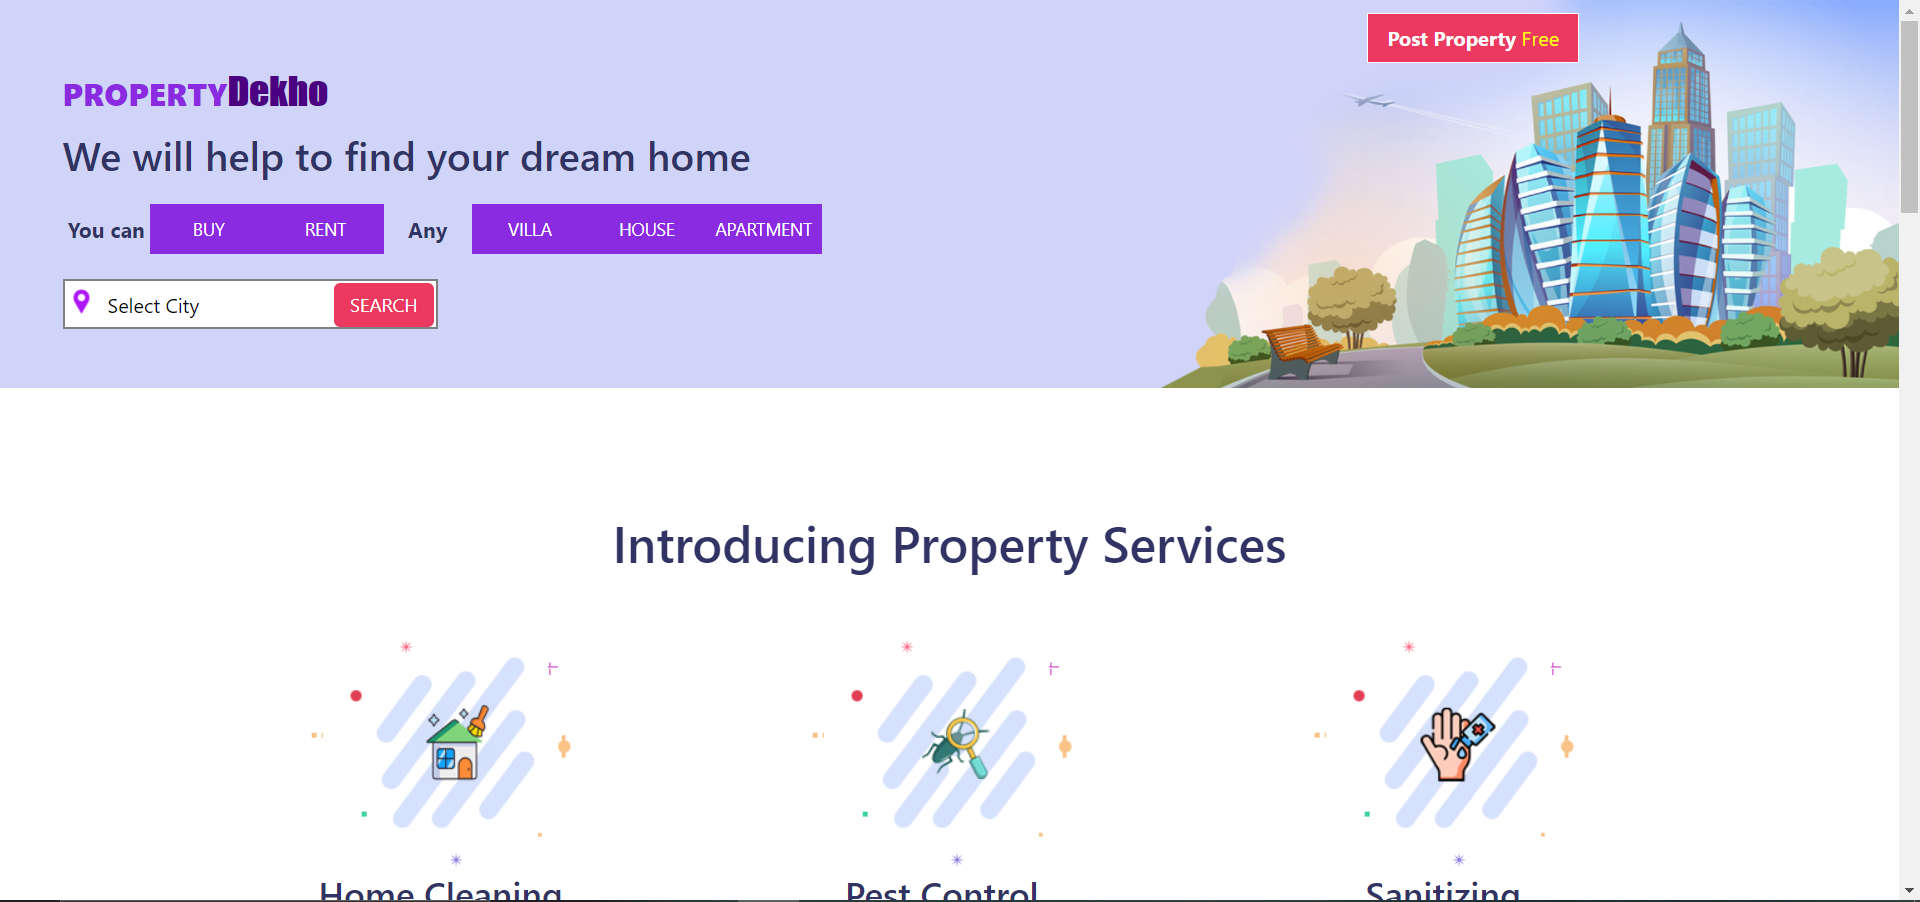 Post Property Free
PROPERTYDekho
We will help to find your dream home
You can BUY RENT Any VILLA HOUSE APARTMENT
Select City SEARCH
Introducing Property Services
Home Cleaning Pest Control Sanitizing